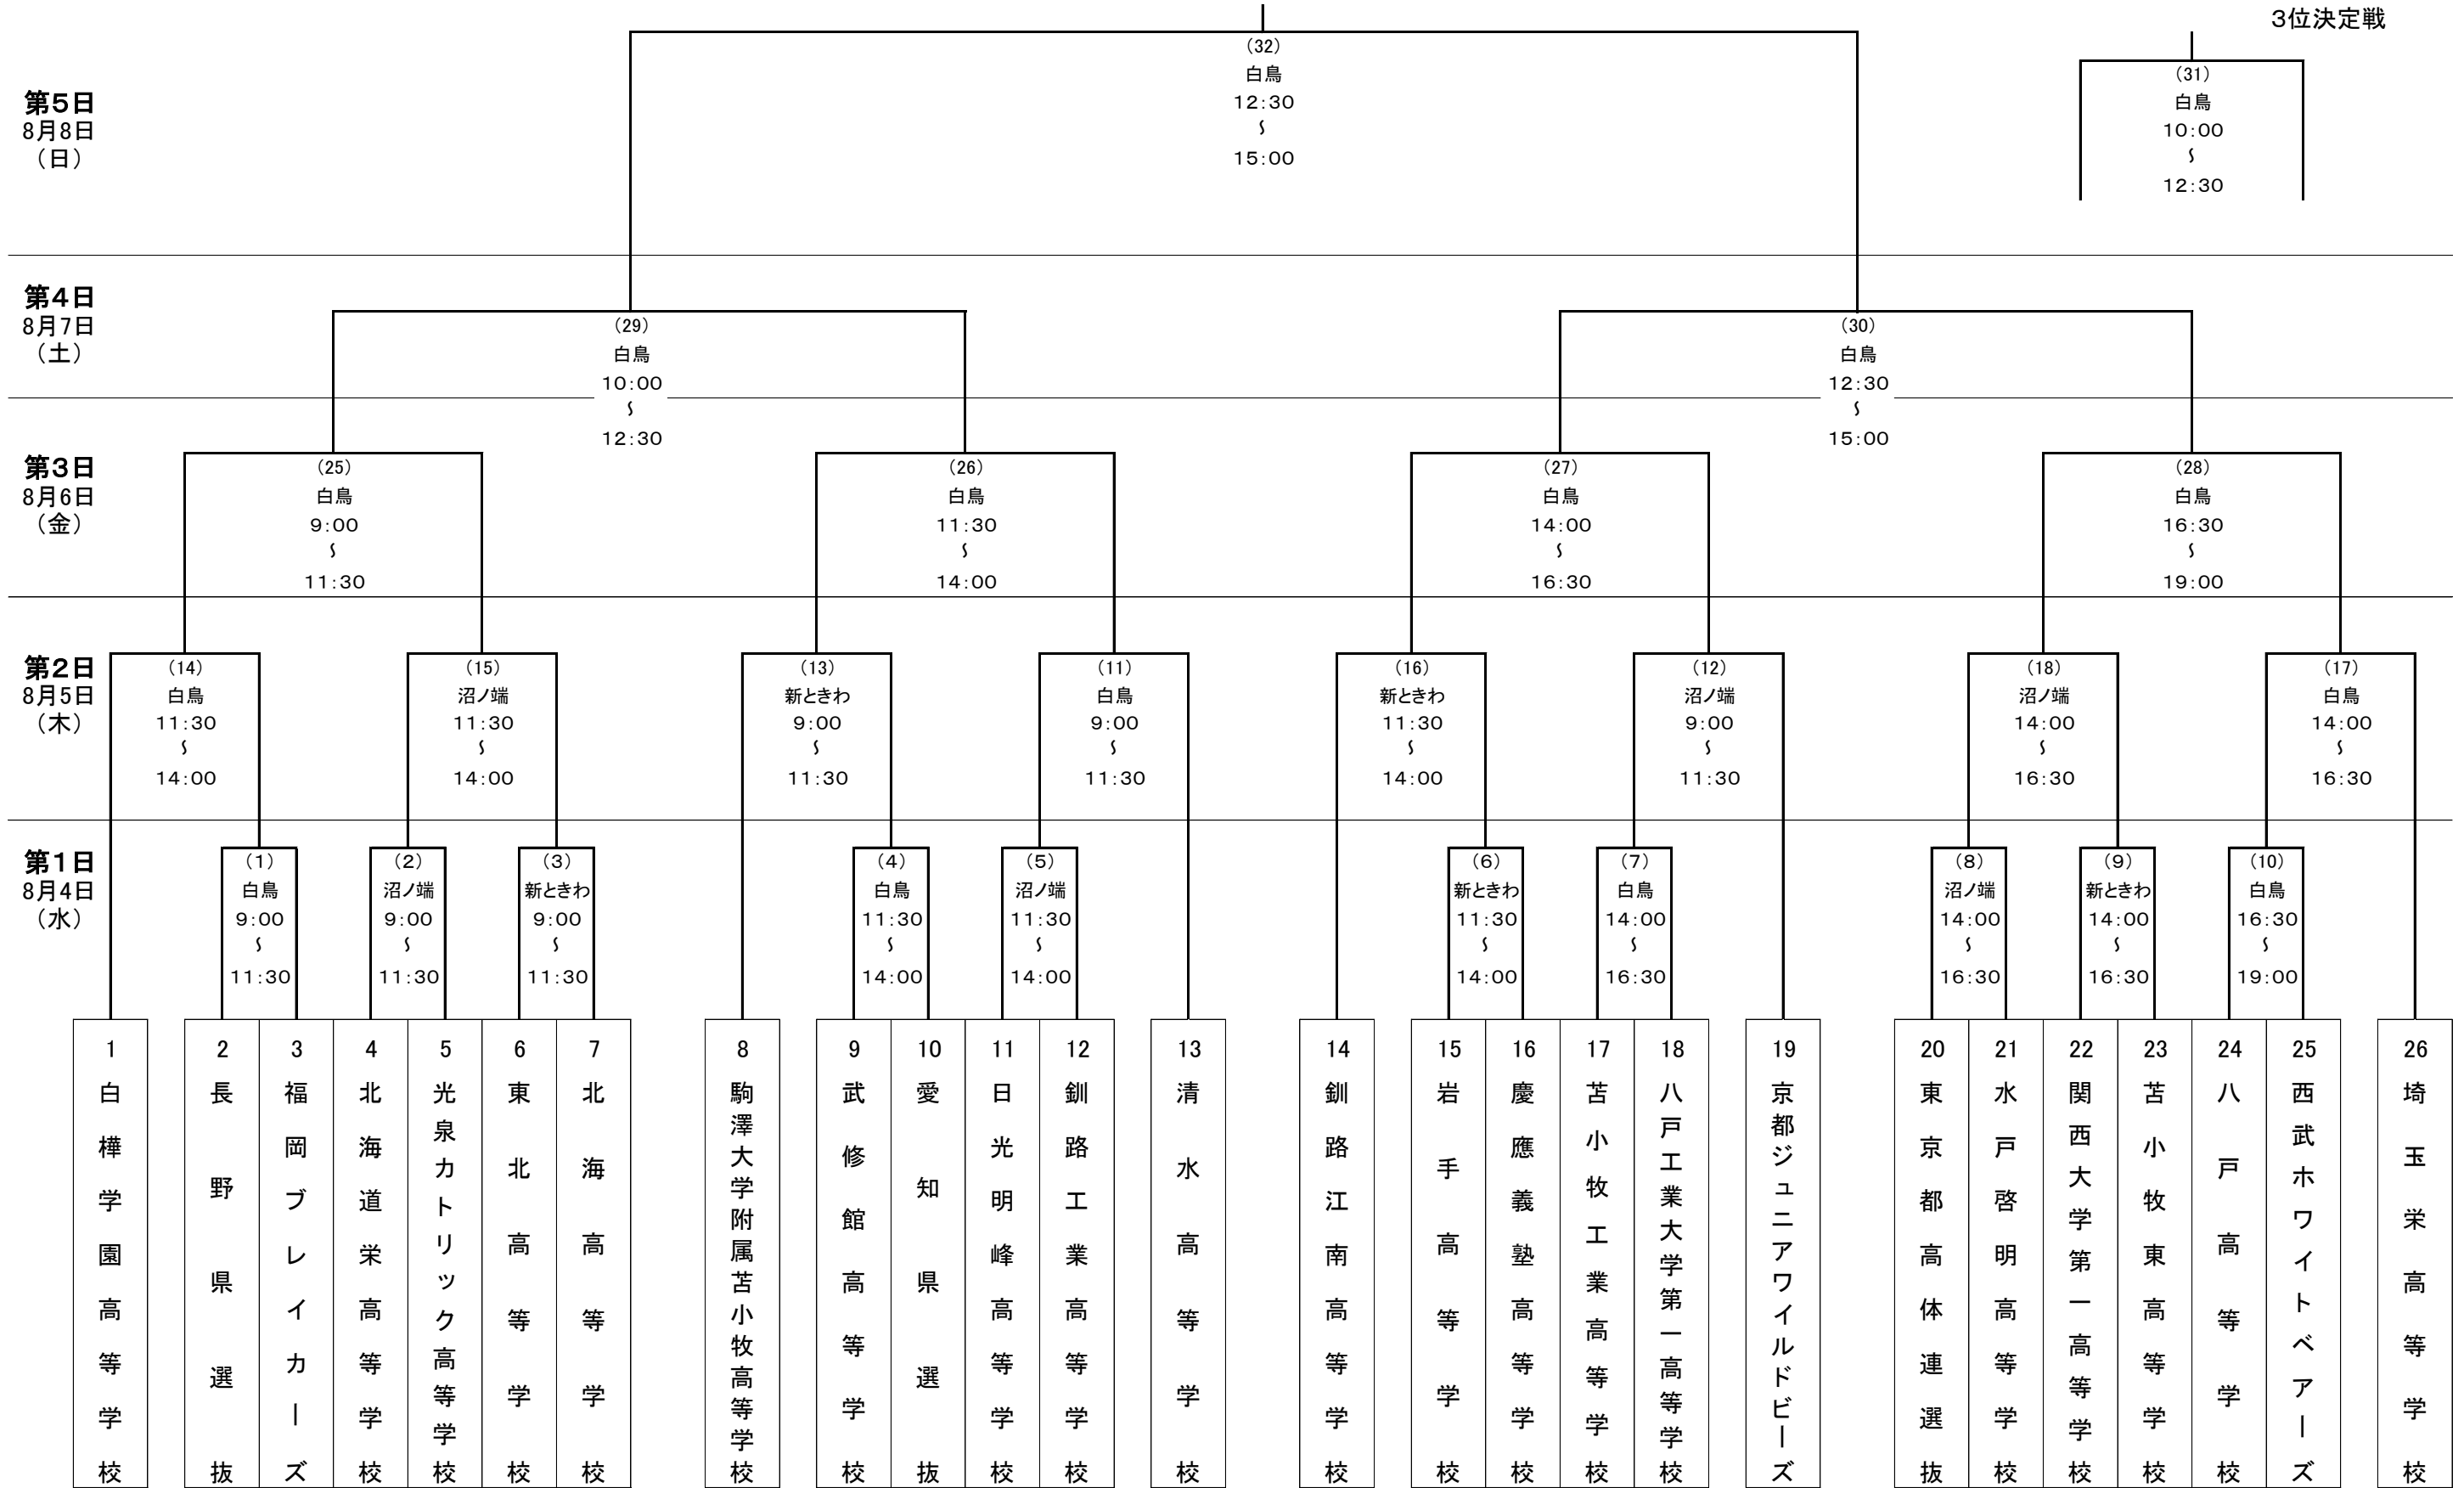 3位決定戦
第5日
8月8日
（日）
（32）
白鳥
12:30
～
15:00
（31）
白鳥
10:00
～
12:30
第4日
8月7日
（土）
（29）
白鳥
10:00
～
12:30
（30）
白鳥
12:30
～
15:00
第3日
8月6日
（金）
（25）
白鳥
9:00
～
11:30
（26）
白鳥
11:30
～
14:00
（27）
白鳥
14:00
～
16:30
（28）
白鳥
16:30
～
19:00
第2日
8月5日
（木）
（14）
白鳥
11:30
～
14:00
（15）
沼ノ端
11:30
～
14:00
（13）
新ときわ
9:00
～
11:30
（11）
白鳥
9:00
～
11:30
（16）
新ときわ
11:30
～
14:00
（12）
沼ノ端
9:00
～
11:30
（18）
沼ノ端
14:00
～
16:30
（17）
白鳥
14:00
～
16:30
第1日
8月4日
（水）
（1）
白鳥
9:00
～
11:30
（2）
沼ノ端
9:00
～
11:30
（3）
新ときわ
9:00
～
11:30
（4）
白鳥
11:30
～
14:00
（5）
沼ノ端
11:30
～
14:00
（6）
新ときわ
11:30
～
14:00
（7）
白鳥
14:00
～
16:30
（8）
沼ノ端
14:00
～
16:30
（9）
新ときわ
14:00
～
16:30
（10）
白鳥
16:30
～
19:00
1
白樺学園高等学校
2
長野県選抜
3
福岡ブレイカーズ
4
北海道栄高等学校
5
光泉カトリック高等学校
6
東北高等学校
7
北海高等学校
8
駒澤大学附属苫小牧高等学校
9
武修館高等学校
10
愛知県選抜
11
日光明峰高等学校
12
釧路工業高等学校
13
清水高等学校
14
釧路江南高等学校
15
岩手高等学校
16
慶應義塾高等学校
17
苫小牧工業高等学校
18
八戸工業大学第一高等学校
19
京都ジュニアワイルドビーズ
20
東京都高体連選抜
21
水戸啓明高等学校
22
関西大学第一高等学校
23
苫小牧東高等学校
24
八戸高等学校
25
西武ホワイトベアーズ
26
埼玉栄高等学校